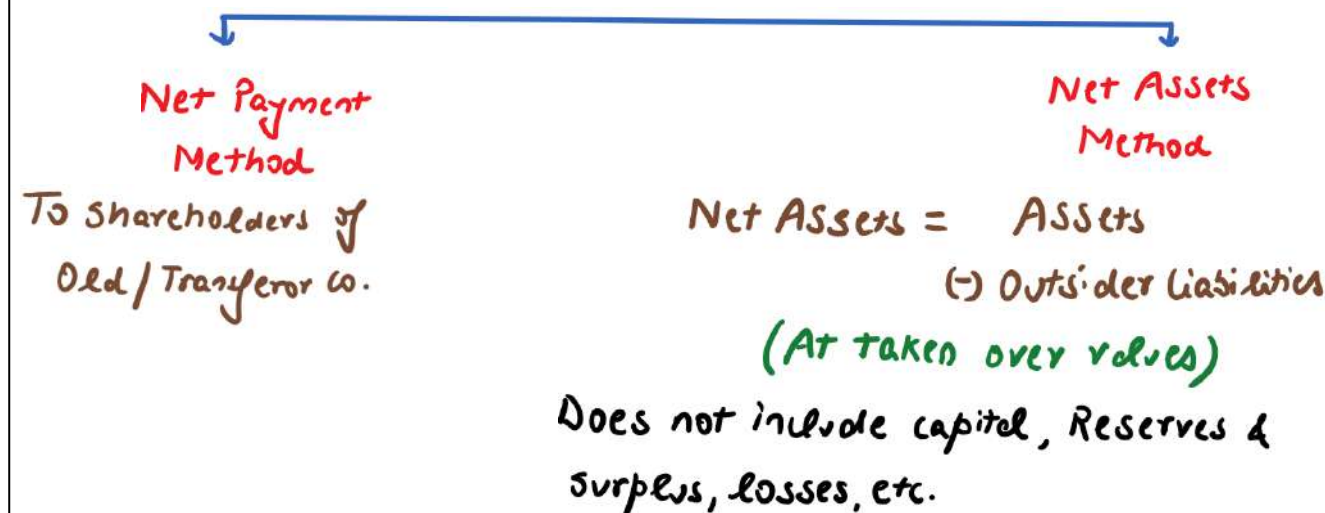 Net Payment
Method
To shareholders of
Old / Transferor co.
Net Assets
Method
Net Assets = Assets
(-) Outsider Liabilities
(At taken over values)
Does not include capital, Reserves &
surplus, losses, etc.